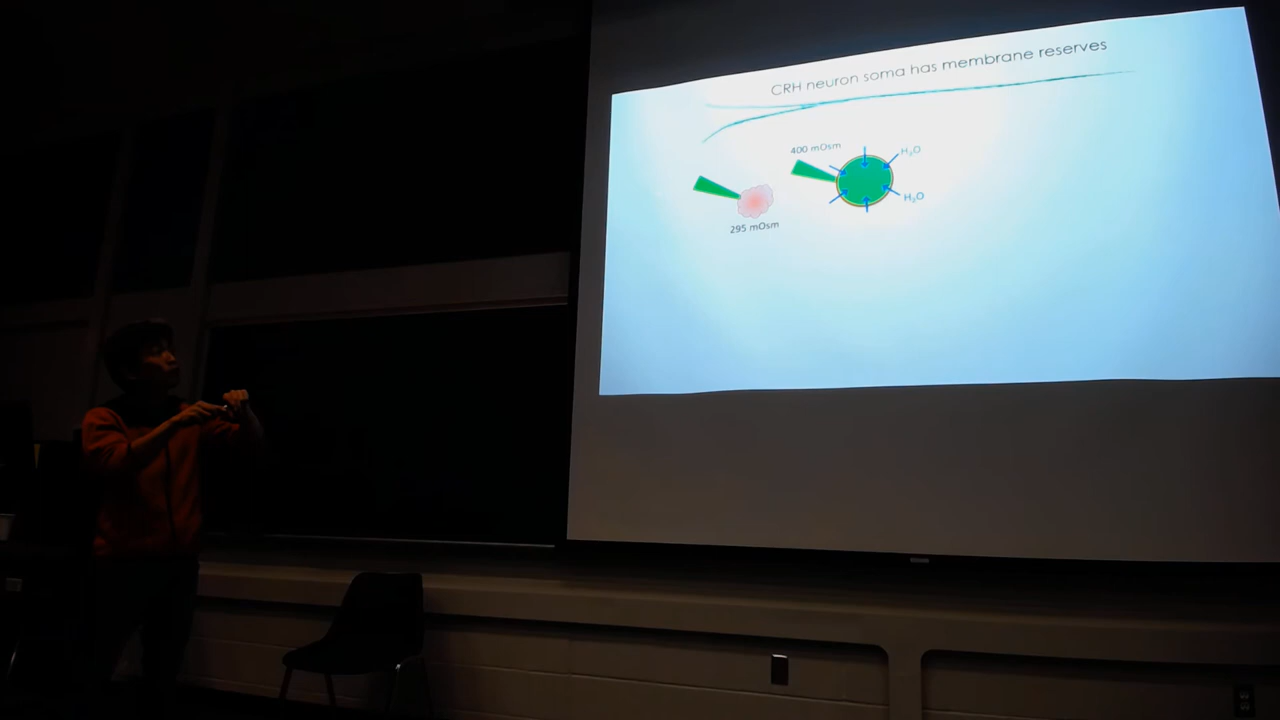 CRH neuron soma has membrane reserves
400 mOsm
H₂O
H₂O
295 mOsm